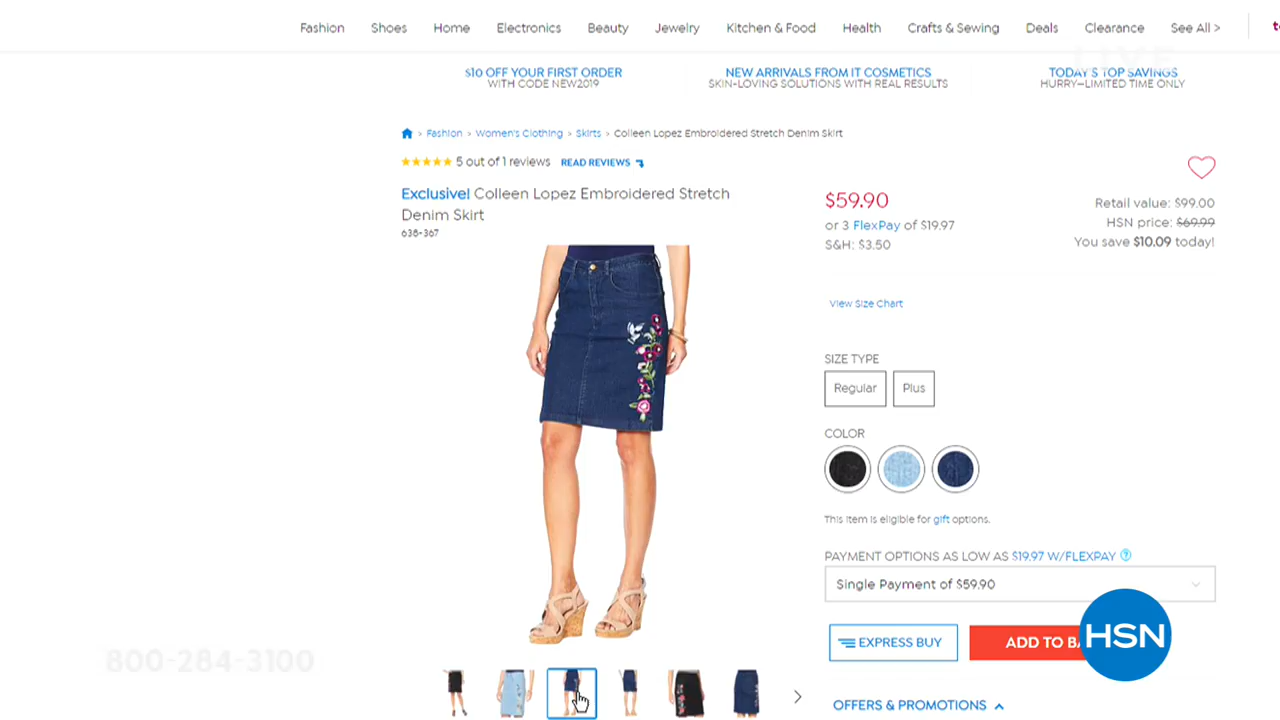 Fashion Shoes Home Electronics Beauty Jewelry Kitchen & Food Health Crafts & Sewing Deals Clearance See All >
LIVE
$10 OFF YOUR FIRST ORDER
WITH CODE NEW2019
NEW ARRIVALS FROM IT COSMETICS
SKIN-LOVING SOLUTIONS WITH REAL RESULTS
TODAY'S TOP SAVINGS
HURRY—LIMITED TIME ONLY
> Fashion > Women's Clothing > Skirts > Colleen Lopez Embroidered Stretch Denim Skirt
5 out of 1 reviews READ REVIEWS
Exclusive! Colleen Lopez Embroidered Stretch
Denim Skirt
638-367
$59.90
or 3 FlexPay of $19.97
S&H: $3.50
Retail value: $99.00
HSN price: $69.99
You save $10.09 today!
View Size Chart
SIZE TYPE
Regular Plus
COLOR
This item is eligible for gift options.
PAYMENT OPTIONS AS LOW AS $19.97 W/FLEXPAY ?
Single Payment of $59.90
EXPRESS BUY
ADD TO BA
HSN
800-284-3100
OFFERS & PROMOTIONS